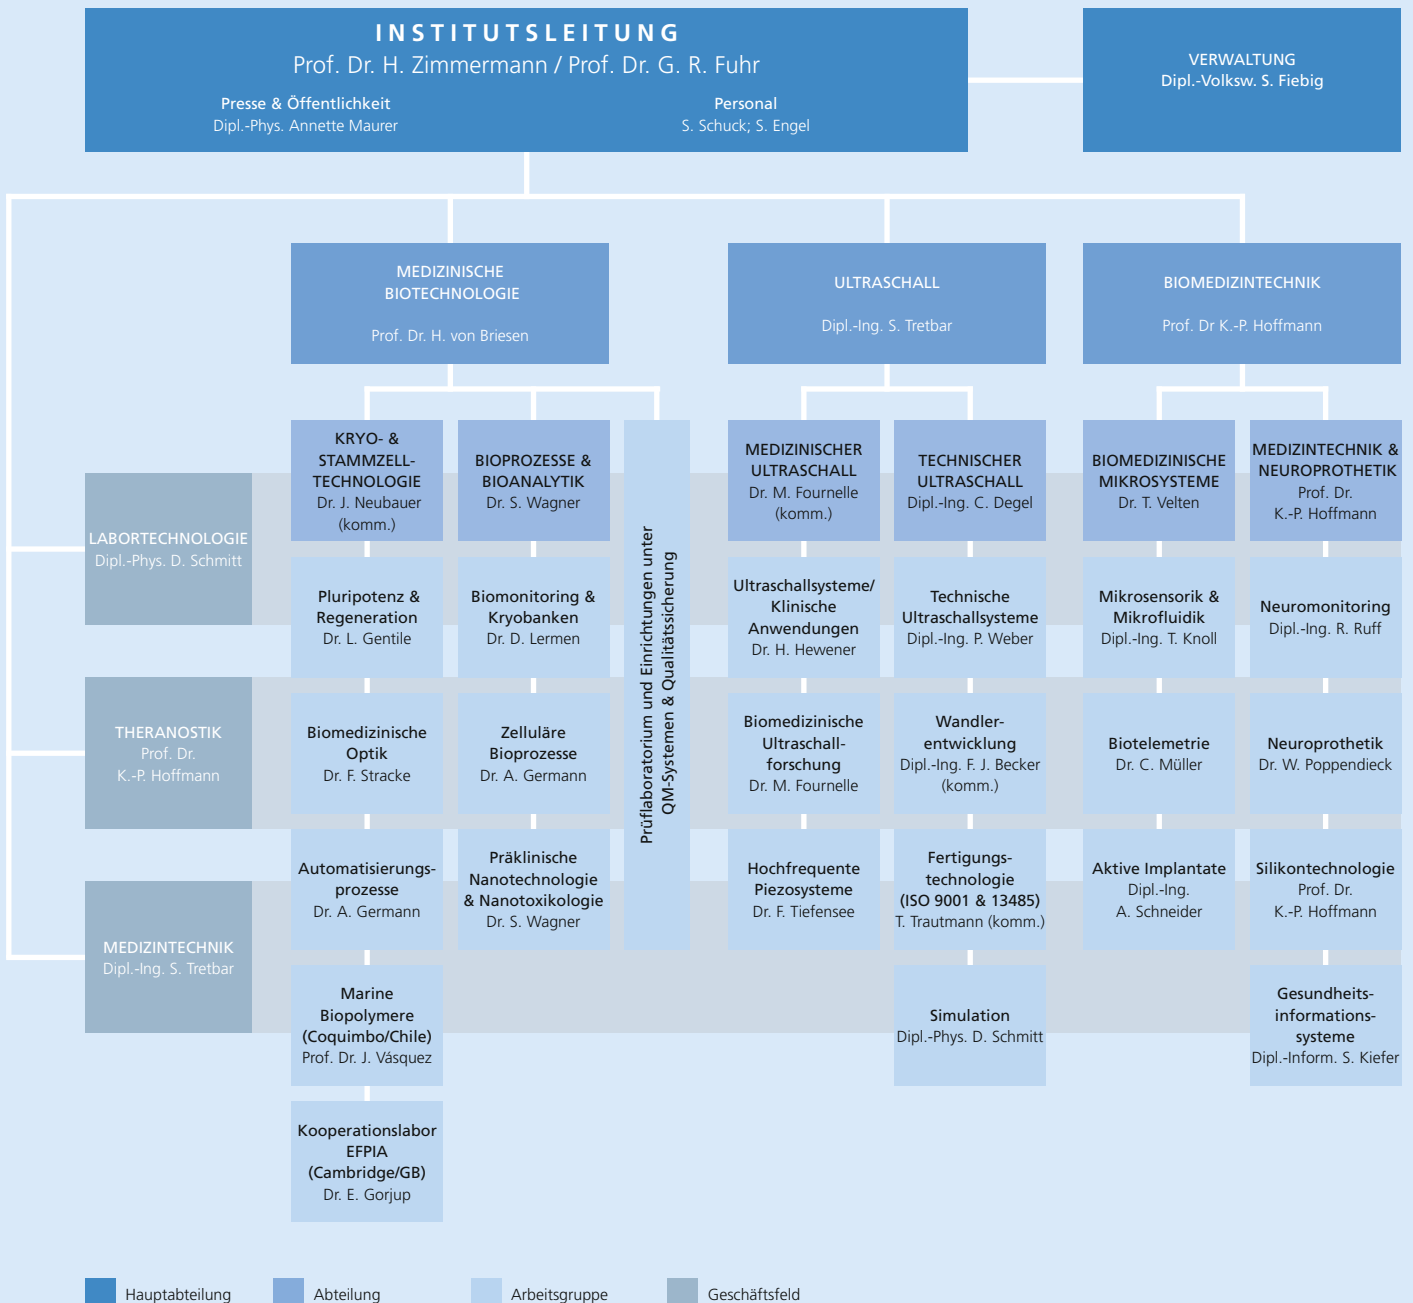 INSTITUTSLEITUNG
Prof. Dr. H. Zimmermann / Prof. Dr. G. R. Fuhr
Presse & Öffentlichkeit
Dipl.-Phys. Annette Maurer
Personal
S. Schuck; S. Engel
VERWALTUNG
Dipl.-Volksw. S. Fiebig
MEDIZINISCHE
BIOTECHNOLOGIE
Prof. Dr. H. von Briesen
ULTRASCHALL
Dipl.-Ing. S. Tretbar
BIOMEDIZINTECHNIK
Prof. Dr K.-P. Hoffmann
LABORTECHNOLOGIE
Dipl.-Phys. D. Schmitt
THERANOSTIK
Prof. Dr.
K.-P. Hoffmann
MEDIZINTECHNIK
Dipl.-Ing. S. Tretbar
KRYO- &
STAMMZELL-
TECHNOLOGIE
Dr. J. Neubauer
(komm.)
Pluripotenz &
Regeneration
Dr. L. Gentile
Biomedizinische
Optik
Dr. F. Stracke
Automatisierungs-
prozesse
Dr. A. Germann
Marine
Biopolymere
(Coquimbo/Chile)
Prof. Dr. J. Vásquez
Kooperationslabor
EFPIA
(Cambridge/GB)
Dr. E. Gorjup
BIOPROZESSE &
BIOANALYTIK
Dr. S. Wagner
Biomonitoring &
Kryobanken
Dr. D. Lermen
Zelluläre
Bioprozesse
Dr. A. Germann
Präklinische
Nanotechnologie
& Nanotoxikologie
Dr. S. Wagner
Prüflaboratorium und Einrichtungen unter
QM-Systemen & Qualitätssicherung
MEDIZINISCHER
ULTRASCHALL
Dr. M. Fournelle
(komm.)
Ultraschallsysteme/
Klinische
Anwendungen
Dr. H. Hewener
Biomedizinische
Ultraschall-
forschung
Dr. M. Fournelle
Hochfrequente
Piezosysteme
Dr. F. Tiefensee
TECHNISCHER
ULTRASCHALL
Dipl.-Ing. C. Degel
Technische
Ultraschallsysteme
Dipl.-Ing. P. Weber
Wandler-
entwicklung
Dipl.-Ing. F. J. Becker
(komm.)
Fertigungs-
technologie
(ISO 9001 & 13485)
T. Trautmann (komm.)
Simulation
Dipl.-Phys. D. Schmitt
BIOMEDIZINISCHE
MIKROSYSTEME
Dr. T. Velten
Mikrosensorik &
Mikrofluidik
Dipl.-Ing. T. Knoll
Biotelemetrie
Dr. C. Müller
Aktive Implantate
Dipl.-Ing.
A. Schneider
MEDIZINTECHNIK &
NEUROPROTHETIK
Prof. Dr.
K.-P. Hoffmann
Neuromonitoring
Dipl.-Ing. R. Ruff
Neuroprothetik
Dr. W. Poppendieck
Silikontechnologie
Prof. Dr.
K.-P. Hoffmann
Gesundheits-
informations-
systeme
Dipl.-Inform. S. Kiefer
Hauptabteilung
Abteilung
Arbeitsgruppe
Geschäftsfeld